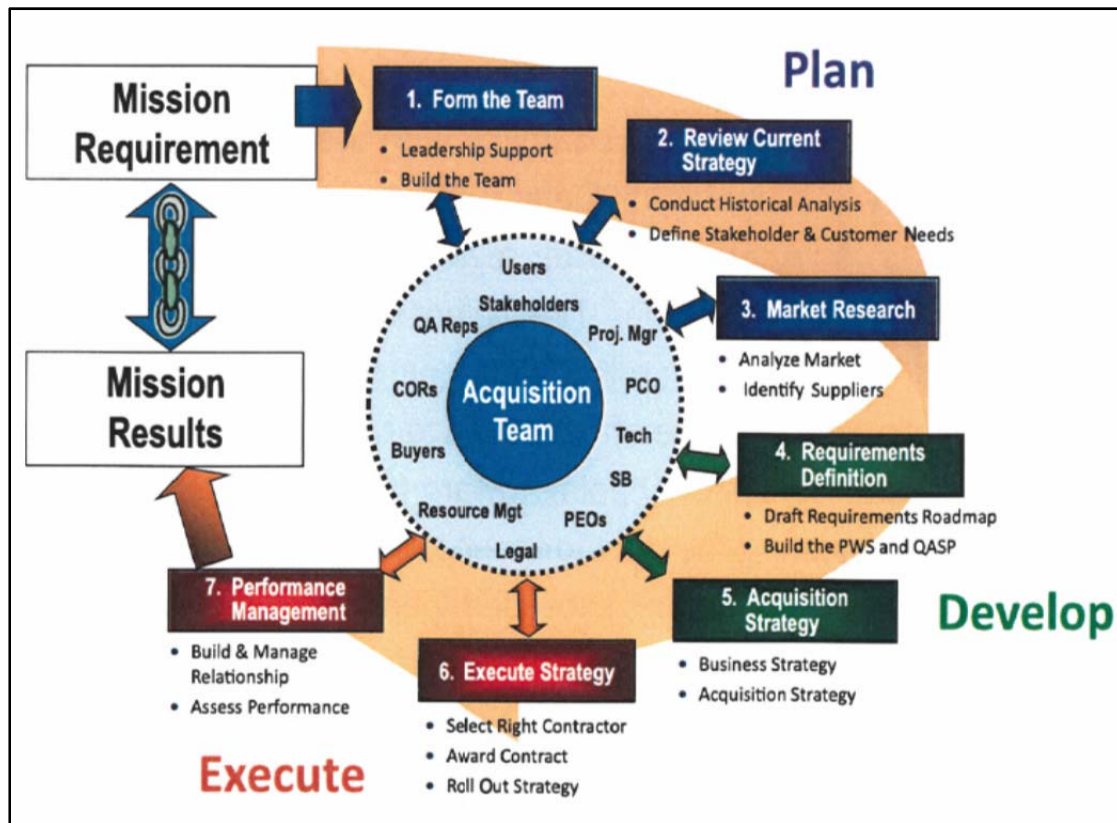 Plan
Mission
Requirement
1. Form the Team
• Leadership Support
• Build the Team
2. Review Current
Strategy
• Conduct Historical Analysis
• Define Stakeholder & Customer Needs
3. Market Research
• Analyze Market
• Identify Suppliers
4. Requirements
Definition
• Draft Requirements Roadmap
• Build the PWS and QASP
Develop
5. Acquisition
Strategy
• Business Strategy
• Acquisition Strategy
6. Execute Strategy
• Select Right Contractor
• Award Contract
• Roll Out Strategy
Execute
7. Performance
Management
• Build & Manage
Relationship
• Assess Performance
Mission
Results
Acquisition
Team
Users
Stakeholders
QA Reps
Proj. Mgr
CORs
PCO
Buyers
Tech
SB
Resource Mgt
PEOs
Legal